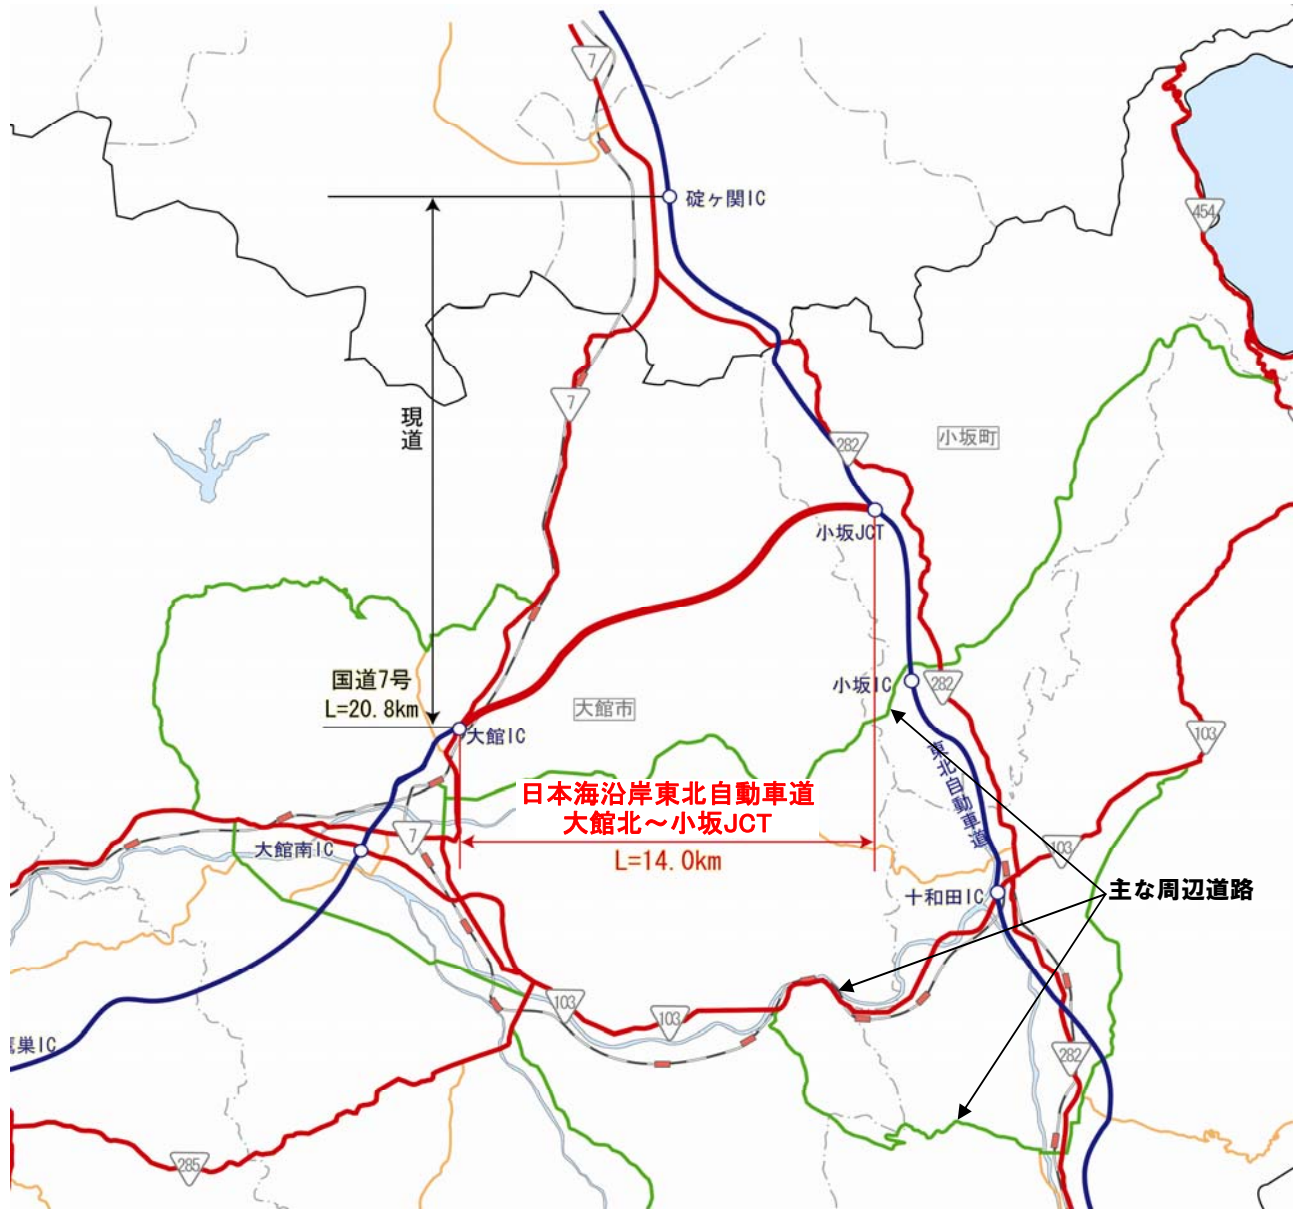 7
碇ヶ関IC
454
現道
7
282
小坂町
小坂JCT
国道7号
L=20.8km
大館市
小坂IC
282
大館IC
103
東北自動車道
日本海沿岸東北自動車道
大館北～小坂JCT
7
大館南IC
L=14.0km
103
十和田IC
主な周辺道路
103
103
巣IC
282
285